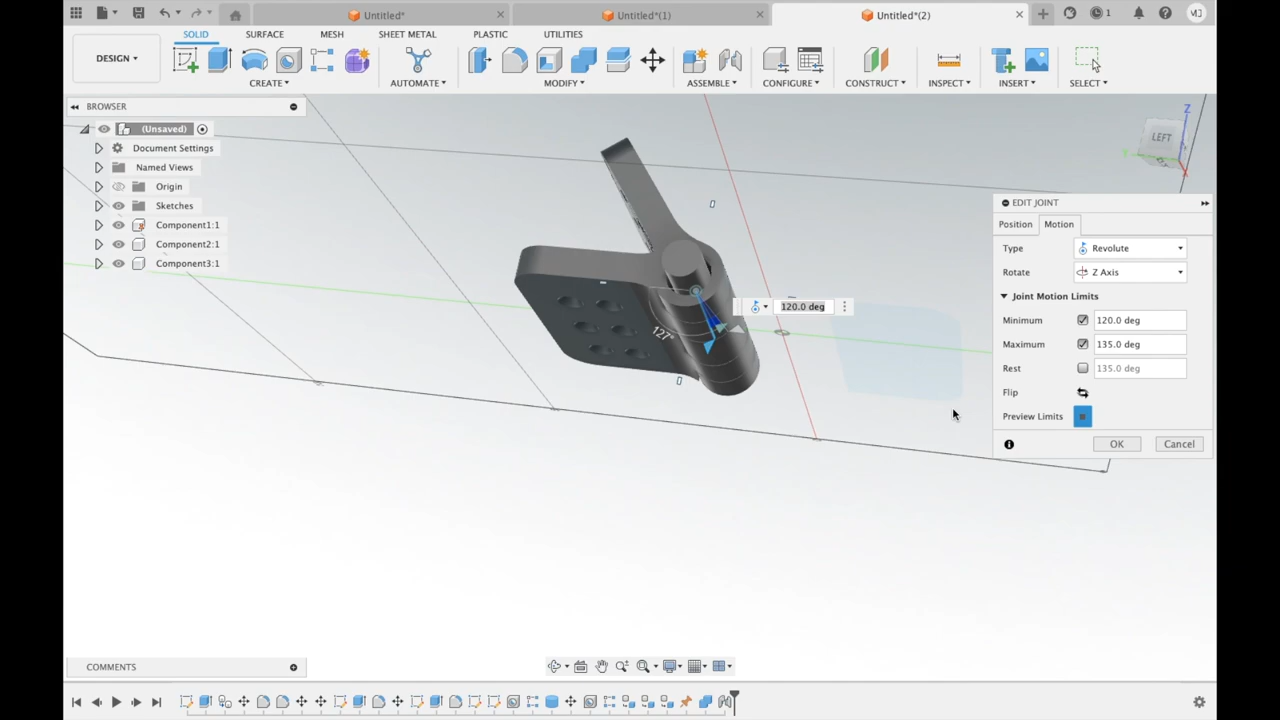 Untitled*
Untitled*(1)
Untitled*(2)
1
MJ
DESIGN
SOLID
SURFACE
MESH
SHEET METAL
PLASTIC
UTILITIES
CREATE
AUTOMATE
MODIFY
ASSEMBLE
CONFIGURE
CONSTRUCT
INSPECT
INSERT
SELECT
BROWSER
(Unsaved)
Document Settings
Named Views
Origin
Sketches
Component1:1
Component2:1
Component3:1
Z
LEFT
Y
X
127°
120.0 deg
EDIT JOINT
Position
Motion
Type
Revolute
Rotate
Z Axis
Joint Motion Limits
Minimum
120.0 deg
Maximum
135.0 deg
Rest
135.0 deg
Flip
Preview Limits
OK
Cancel
COMMENTS